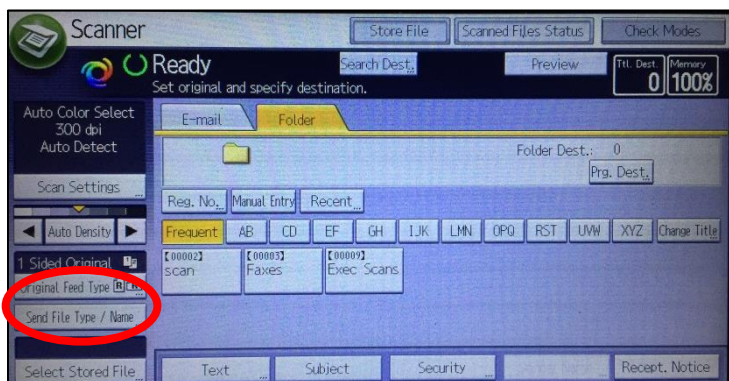 Scanner
Store File
Scanned Files Status
Check Modes
Ready
Search Dest.
Preview
Ttl. Dest.
0
Memory
100%
Set original and specify destination.
Auto Color Select
300 dpi
Auto Detect
E-mail
Folder
Folder Dest.: 0
Prg. Dest.
Scan Settings
Reg. No.
Manual Entry
Recent
Auto Density
Frequent
AB
CD
EF
GH
IJK
LMN
OPQ
RST
UVW
XYZ
Change Title
1 Sided Original
【00002】
scan
【00003】
Faxes
【00009】
Exec Scans
Original Feed Type
Send File Type / Name
Select Stored File
Text
Subject
Security
Recept. Notice